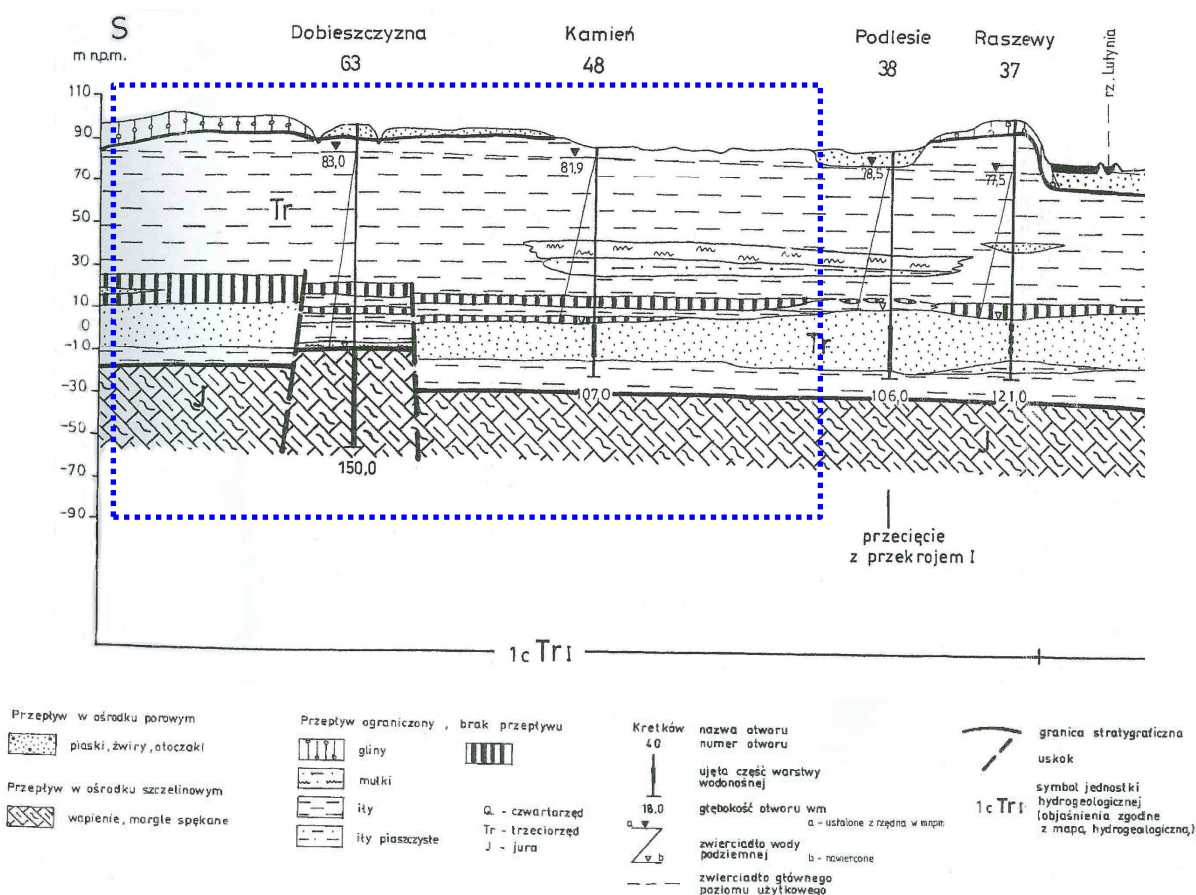 S
m n.p.m.
Dobieszczyzna
63
Kamień
48
Podlesie
38
Raszewy
37
rz. Lutynia
110
90
70
50
30
10
0
-10
-30
-50
-70
-90
83,0
81,9
78,5
77,5
Tr
Tr
J
J
150,0
107,0
106,0
121,0
przecięcie
z przekrojem I
1c Tr I
Przepływ w ośrodku porowym
piaski, żwiry, otoczaki
Przepływ w ośrodku szczelinowym
wapienie, margle spękane
Przepływ ograniczony, brak przepływu
gliny
mułki
iły
iły piaszczyste
Q - czwartorzęd
Tr - trzeciorzęd
J - jura
Kretków nazwa otworu
40 numer otworu
ujęta część warstwy
wodonośnej
18,0 głębokość otworu w m
a - ustalone z rzędną w m npm
a
b
zwierciadło wody
podziemnej
b - nawiercone
zwierciadło głównego
poziomu użytkowego
granica stratygraficzna
uskok
1c Tr I
symbol jednostki
hydrogeologicznej
(objaśnienia zgodne
z mapą hydrogeologiczną)